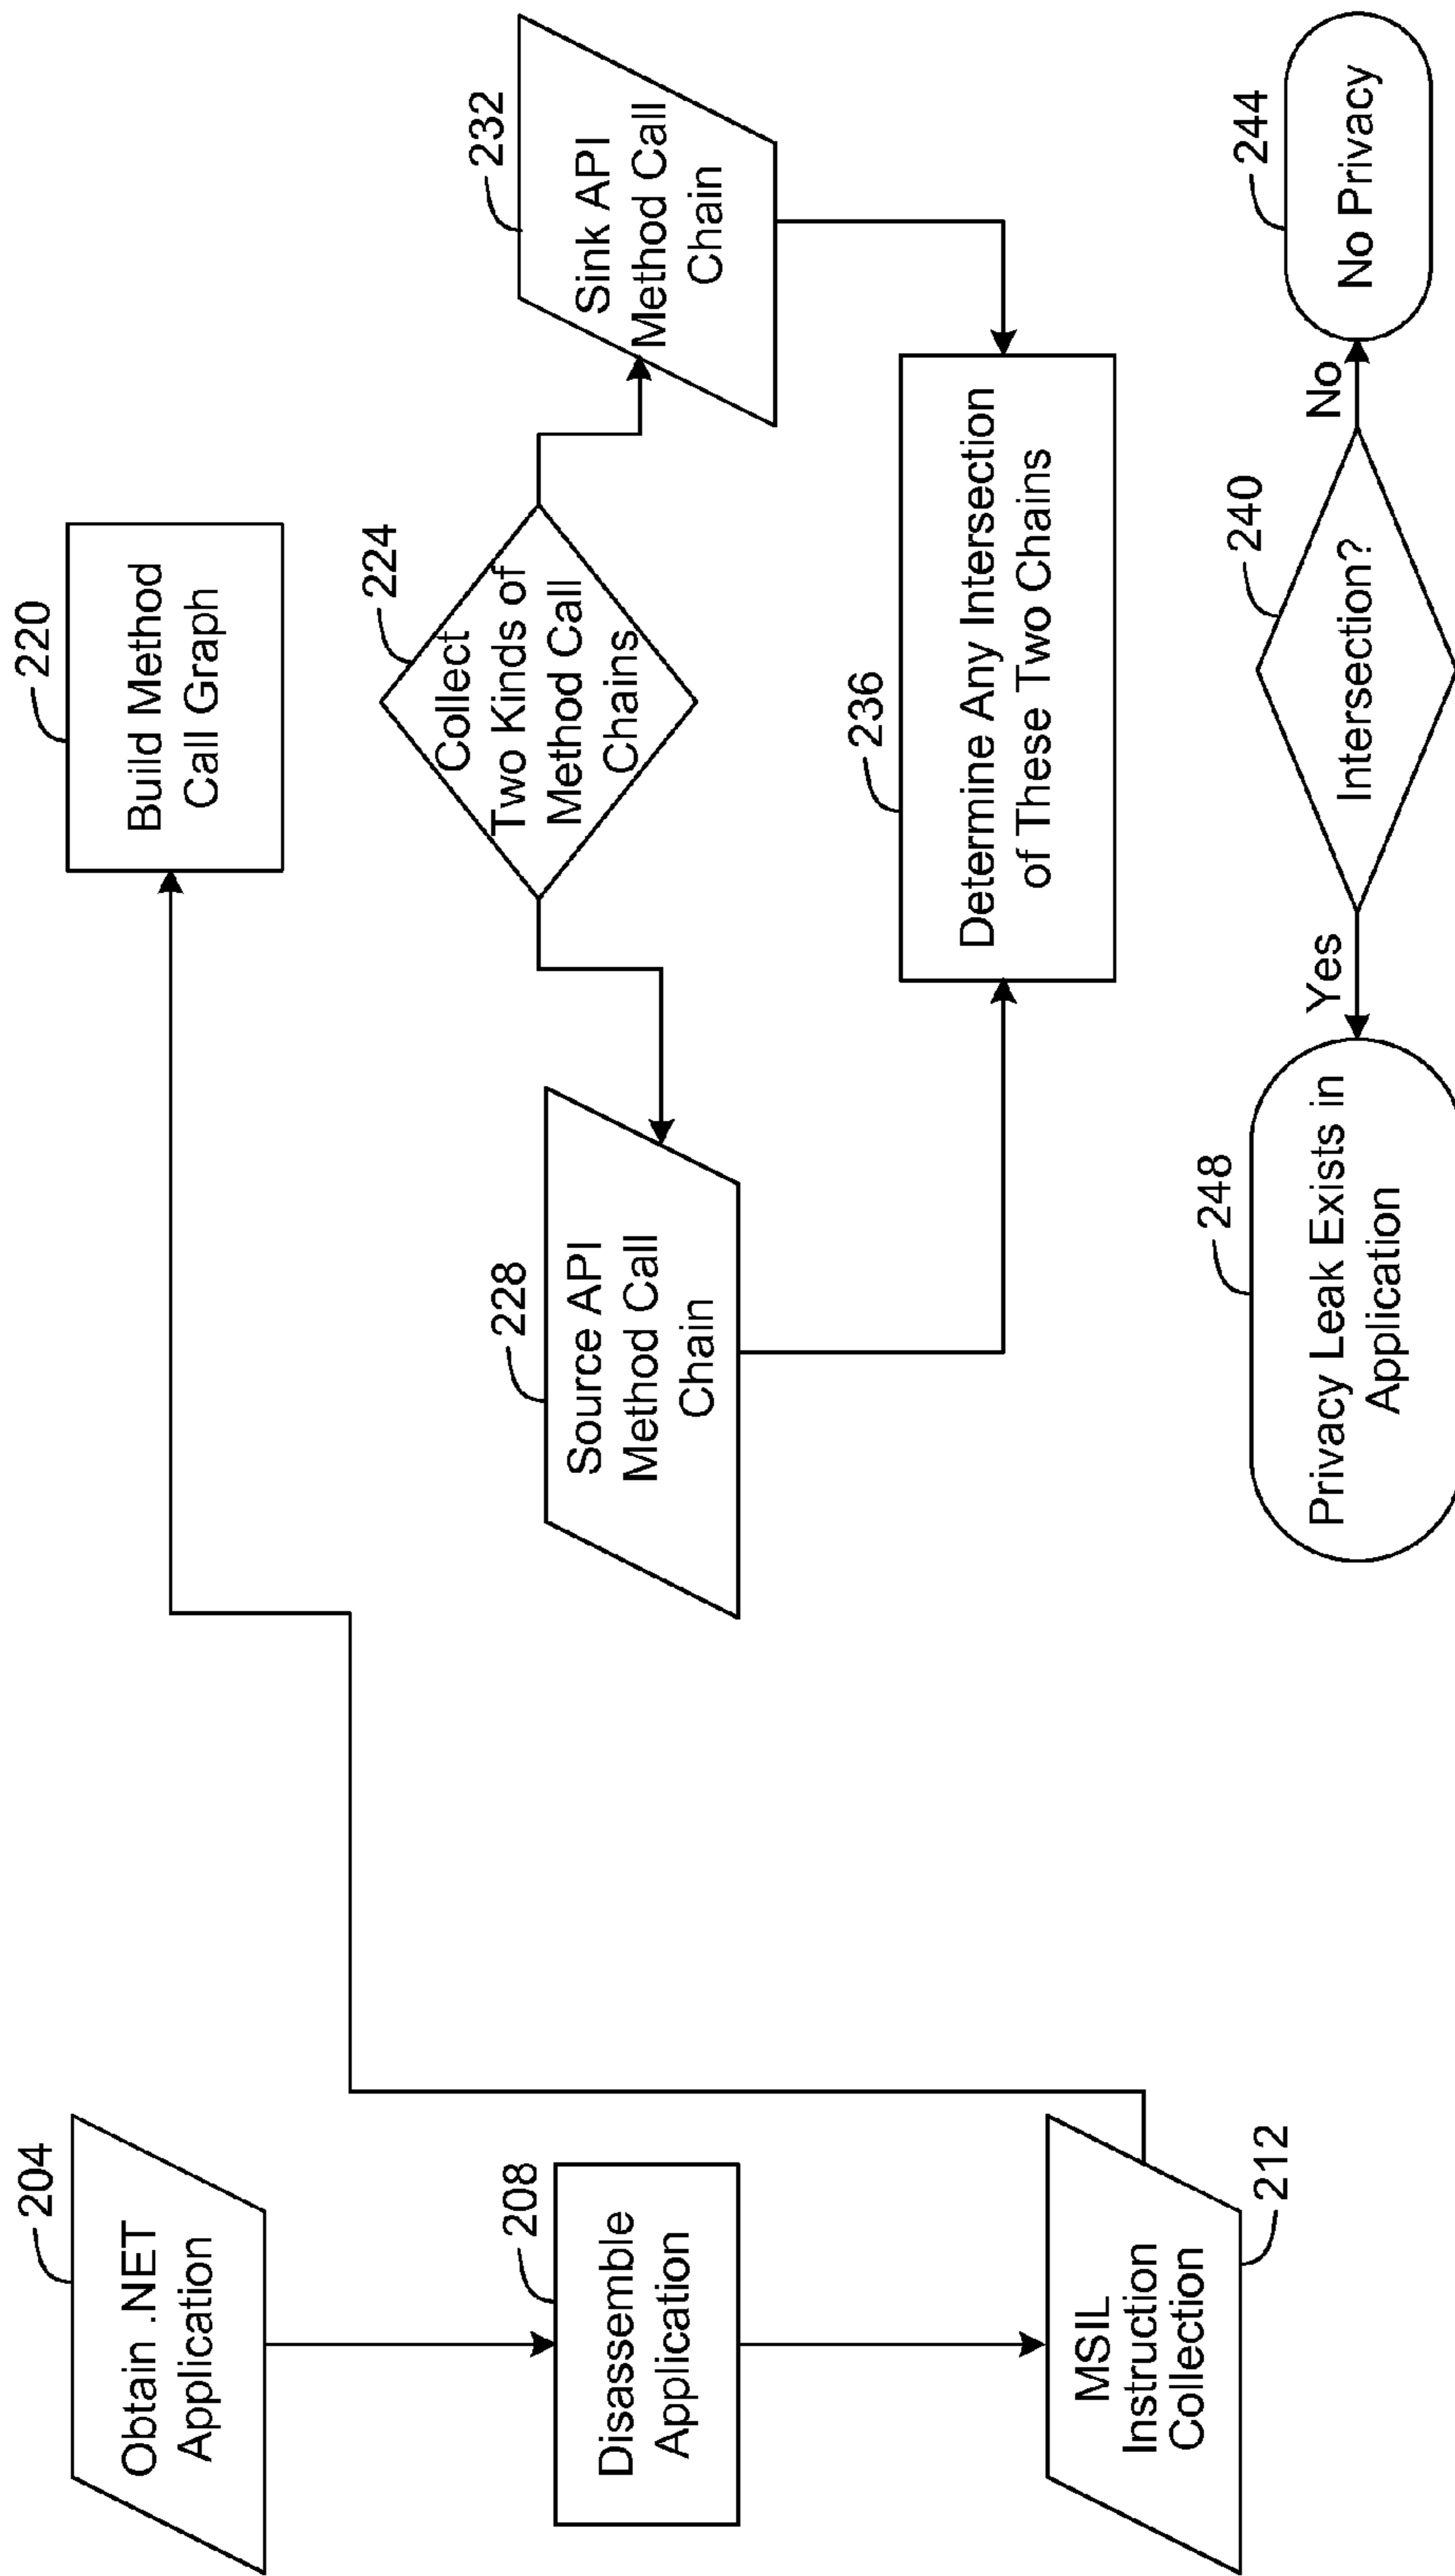 204
Obtain .NET
Application
208
Disassemble
Application
MSIL
Instruction
Collection
212
220
Build Method
Call Graph
224
Collect
Two Kinds of
Method Call
Chains
228
Source API
Method Call
Chain
232
Sink API
Method Call
Chain
236
Determine Any Intersection
of These Two Chains
240
Intersection?
Yes
No
248
Privacy Leak Exists in
Application
244
No Privacy